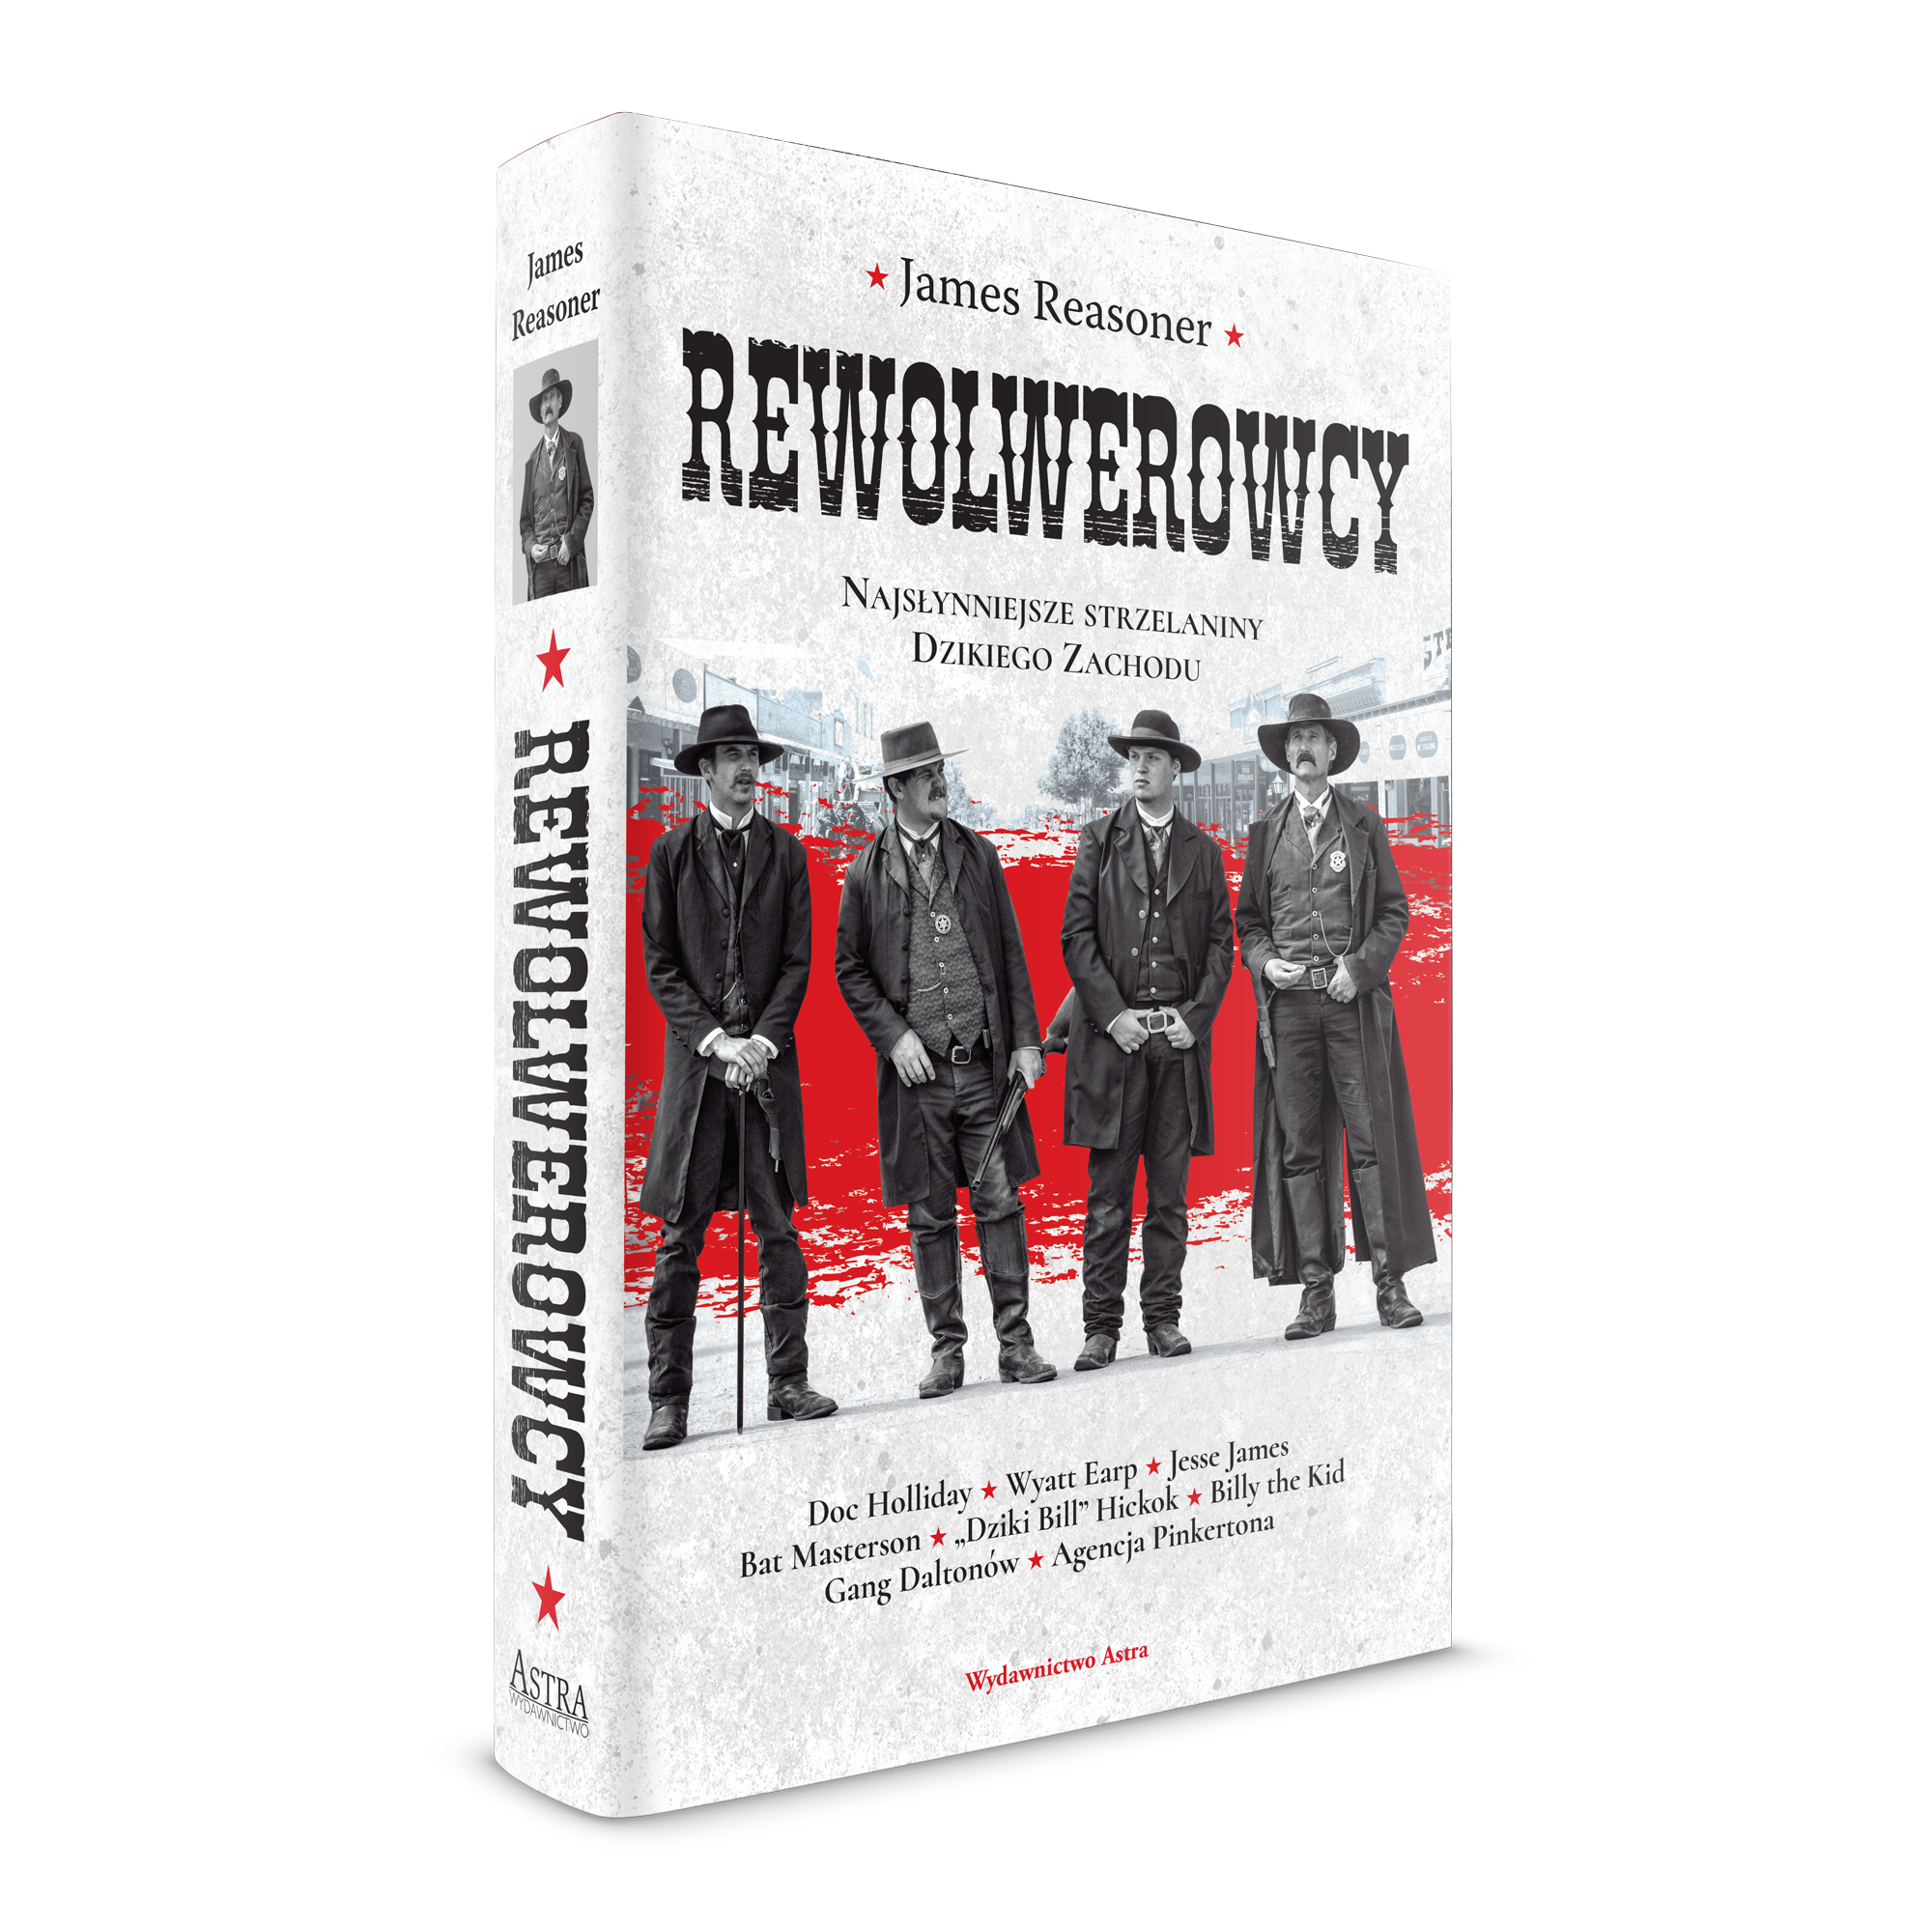 James
Reasoner
REWOLWEROWCY
ASTRA
WYDAWNICTWO
James Reasoner
REWOLWEROWCY
NAJSŁYNNIEJSZE STRZELANINY
DZIKIEGO ZACHODU
Doc Holliday ★ Wyatt Earp ★ Jesse James
Bat Masterson ★ „Dziki Bill” Hickok ★ Billy the Kid
Gang Daltonów ★ Agencja Pinkertona
Wydawnictwo Astra